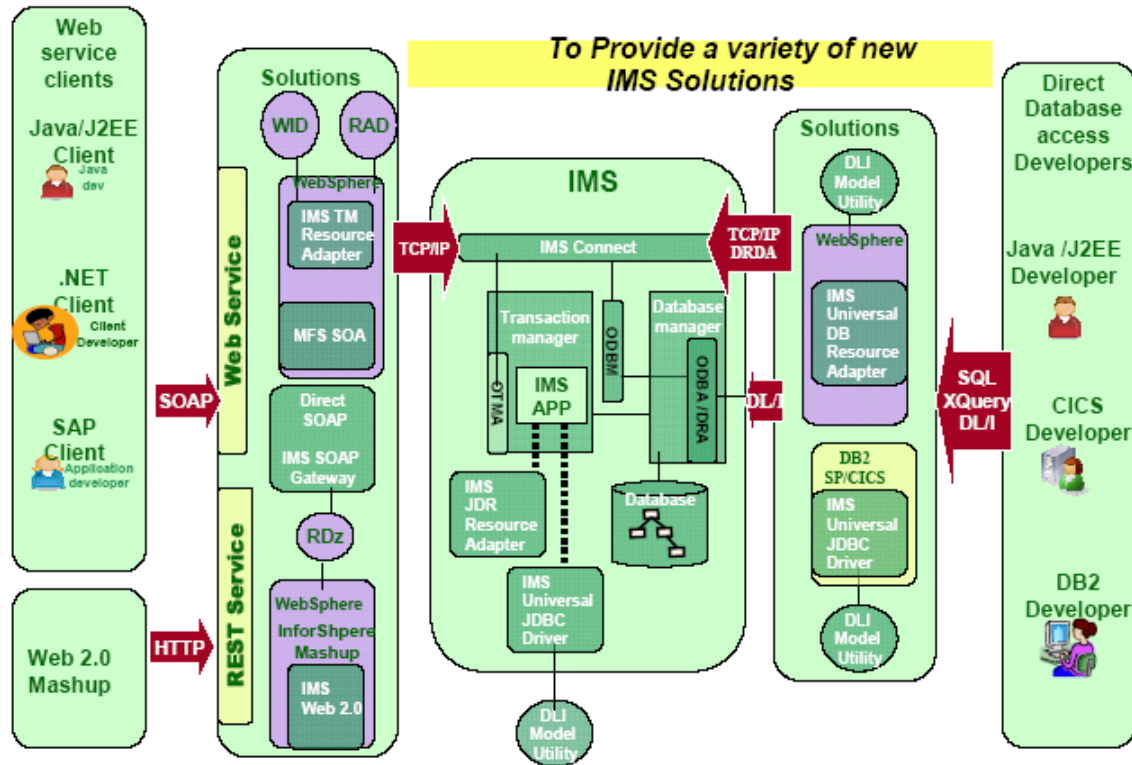 To Provide a variety of new
IMS Solutions
Web
service
clients
Java/J2EE
Client
Java
dev
.NET
Client
Client
Developer
SAP
Client
Application
developer
Web 2.0
Mashup
SOAP
HTTP
Solutions
WID
RAD
Web Service
REST Service
WebSphere
IMS TM
Resource
Adapter
MFS SOA
Direct
SOAP
IMS SOAP
Gateway
RDz
WebSphere
InforShpere
Mashup
IMS
Web 2.0
TCP/IP
IMS
IMS Connect
Transaction
manager
OTMA
IMS
APP
ODBM
Database
manager
ODBA /DRA
IMS
JDR
Resource
Adapter
Database
IMS
Universal
JDBC
Driver
DLI
Model
Utility
TCP/IP
DRDA
DL/I
Solutions
DLI
Model
Utility
WebSphere
IMS
Universal
DB
Resource
Adapter
DB2
SP/CICS
IMS
Universal
JDBC
Driver
DLI
Model
Utility
SQL
XQuery
DL/I
Direct
Database
access
Developers
Java /J2EE
Developer
CICS
Developer
DB2
Developer